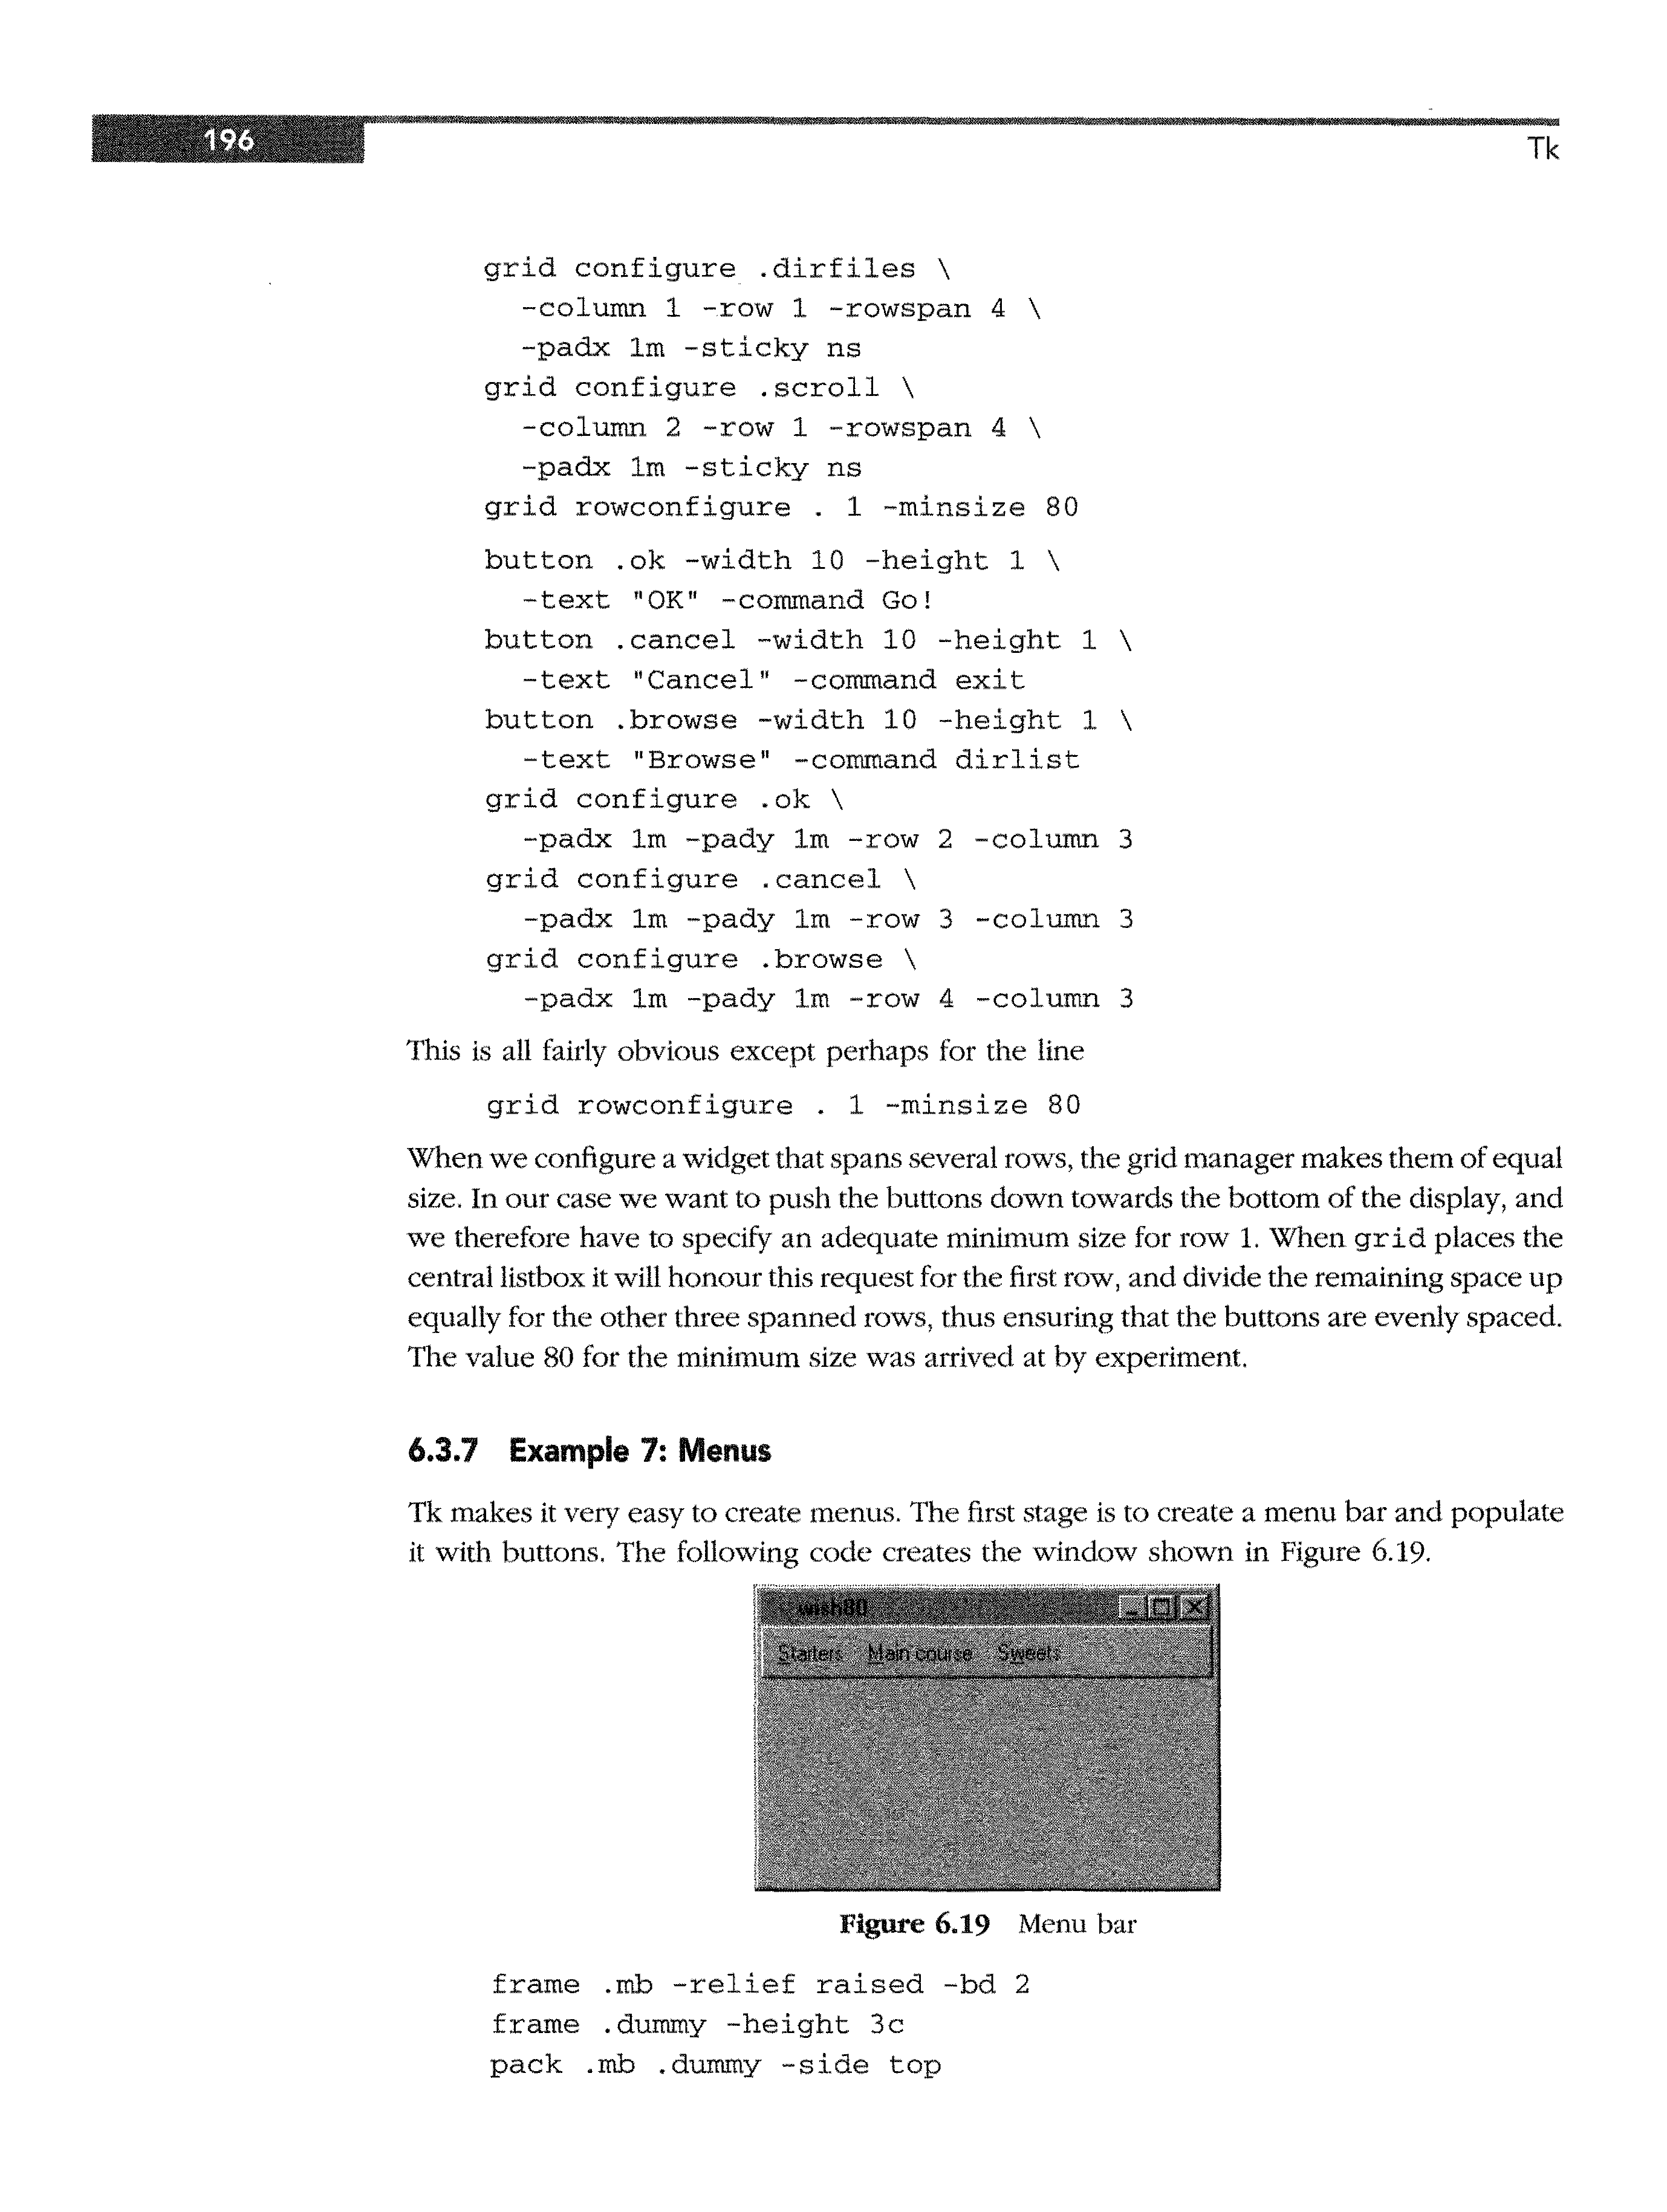 196
Tk
grid configure .dirfiles \
-column 1 -row 1 -rowspan 4 \
-padx 1m -sticky ns
grid configure .scroll \
-column 2 -row 1 -rowspan 4 \
-padx 1m -sticky ns
grid rowconfigure . 1 -minsize 80
button .ok -width 10 -height 1 \
-text "OK" -command Go!
button .cancel -width 10 -height 1 \
-text "Cancel" -command exit
button .browse -width 10 -height 1 \
-text "Browse" -command dirlist
grid configure .ok \
-padx 1m -pady 1m -row 2 -column 3
grid configure .cancel \
-padx 1m -pady 1m -row 3 -column 3
grid configure .browse \
-padx 1m -pady 1m -row 4 -column 3
This is all fairly obvious except perhaps for the line
grid rowconfigure . 1 -minsize 80
When we configure a widget that spans several rows, the grid manager makes them of equal
size. In our case we want to push the buttons down towards the bottom of the display, and
we therefore have to specify an adequate minimum size for row 1. When grid places the
central listbox it will honour this request for the first row, and divide the remaining space up
equally for the other three spanned rows, thus ensuring that the buttons are evenly spaced.
The value 80 for the minimum size was arrived at by experiment.
6.3.7 Example 7: Menus
Tk makes it very easy to create menus. The first stage is to create a menu bar and populate
it with buttons. The following code creates the window shown in Figure 6.19.
wish80
Starters Main course Sweets
Figure 6.19 Menu bar
frame .mb -relief raised -bd 2
frame .dummy -height 3c
pack .mb .dummy -side top